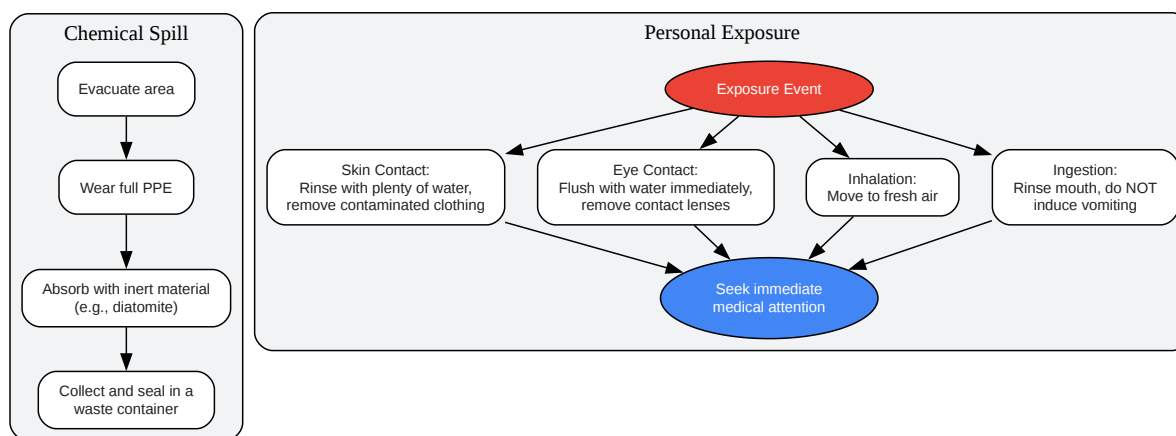 Chemical Spill
Evacuate area
Wear full PPE
Absorb with inert material
(e.g., diatomite)
Collect and seal in a
waste container
Personal Exposure
Exposure Event
Skin Contact:
Rinse with plenty of water,
remove contaminated clothing
Eye Contact:
Flush with water immediately,
remove contact lenses
Inhalation:
Move to fresh air
Ingestion:
Rinse mouth, do NOT
induce vomiting
Seek immediate
medical attention